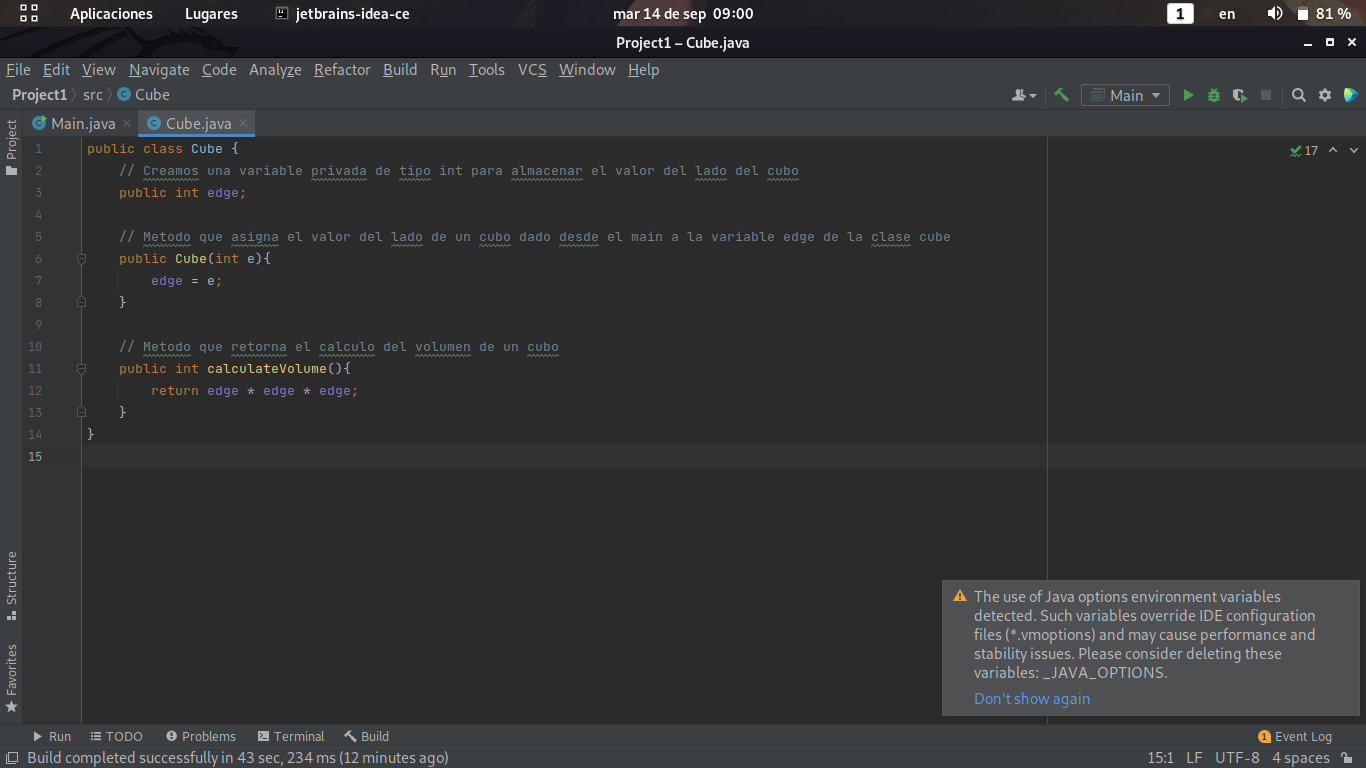 Aplicaciones Lugares jetbrains-idea-ce mar 14 de sep 09:00 1 en 81 %
Project1 – Cube.java
File Edit View Navigate Code Analyze Refactor Build Run Tools VCS Window Help
Project1 src Cube Main
Main.java Cube.java
Project
1 public class Cube {
17
2 // Creamos una variable privada de tipo int para almacenar el valor del lado del cubo
3 public int edge;
4
5 // Metodo que asigna el valor del lado de un cubo dado desde el main a la variable edge de la clase cube
6 public Cube(int e){
7 edge = e;
8 }
9
10 // Metodo que retorna el calculo del volumen de un cubo
11 public int calculateVolume(){
12 return edge * edge * edge;
13 }
14 }
15
Structure
Favorites
The use of Java options environment variables
detected. Such variables override IDE configuration
files (*.vmoptions) and may cause performance and
stability issues. Please consider deleting these
variables: _JAVA_OPTIONS.
Don't show again
Run TODO Problems Terminal Build 1 Event Log
Build completed successfully in 43 sec, 234 ms (12 minutes ago) 15:1 LF UTF-8 4 spaces